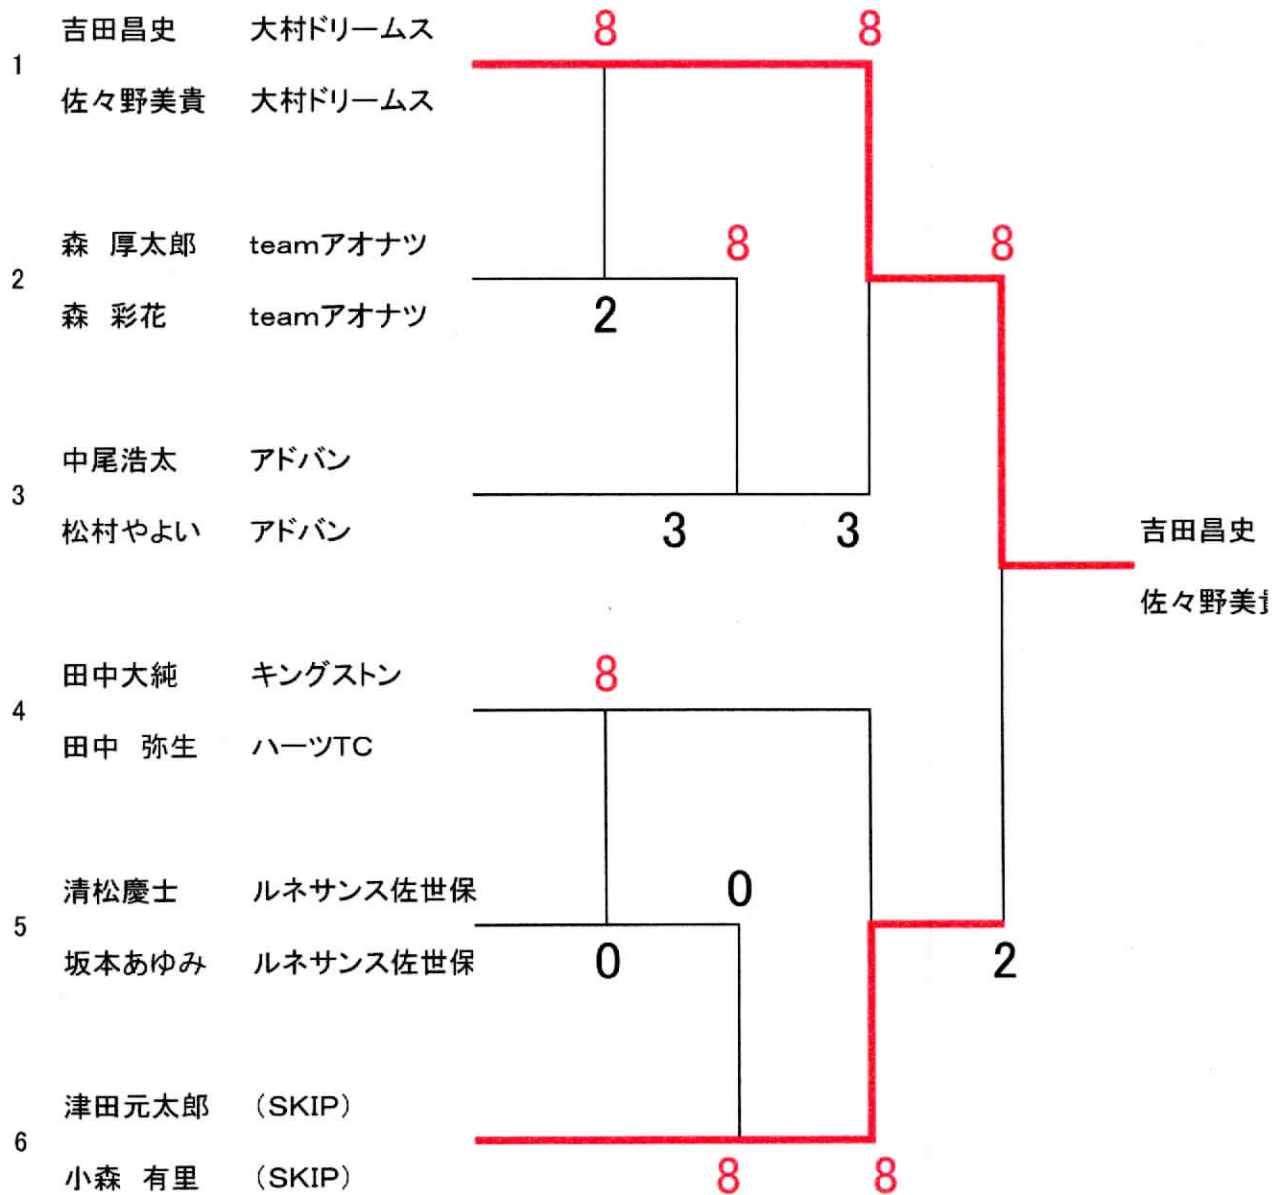 吉田昌史 大村ドリームス 8 8
1
佐々野美貴 大村ドリームス
森 厚太郎 teamアオナツ 8 8
2
森 彩花 teamアオナツ 2
中尾浩太 アドバン
3
松村やよい アドバン 3 3 吉田昌史
佐々野美
田中大純 キングストン 8
4
田中 弥生 ハーツTC
清松慶士 ルネサンス佐世保 0
5
坂本あゆみ ルネサンス佐世保 0 2
津田元太郎 (SKIP)
6
小森 有里 (SKIP) 8 8